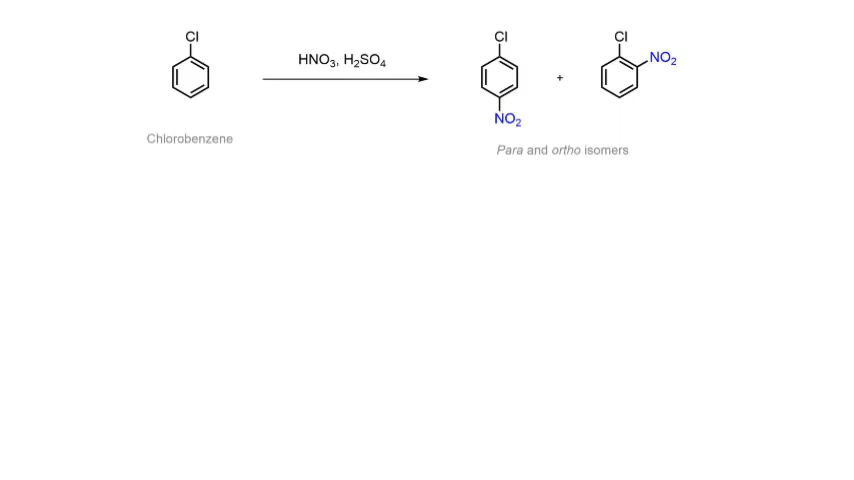 Cl
HNO₃, H₂SO₄
Chlorobenzene
Cl
NO₂
+
Cl
NO₂
Para and ortho isomers